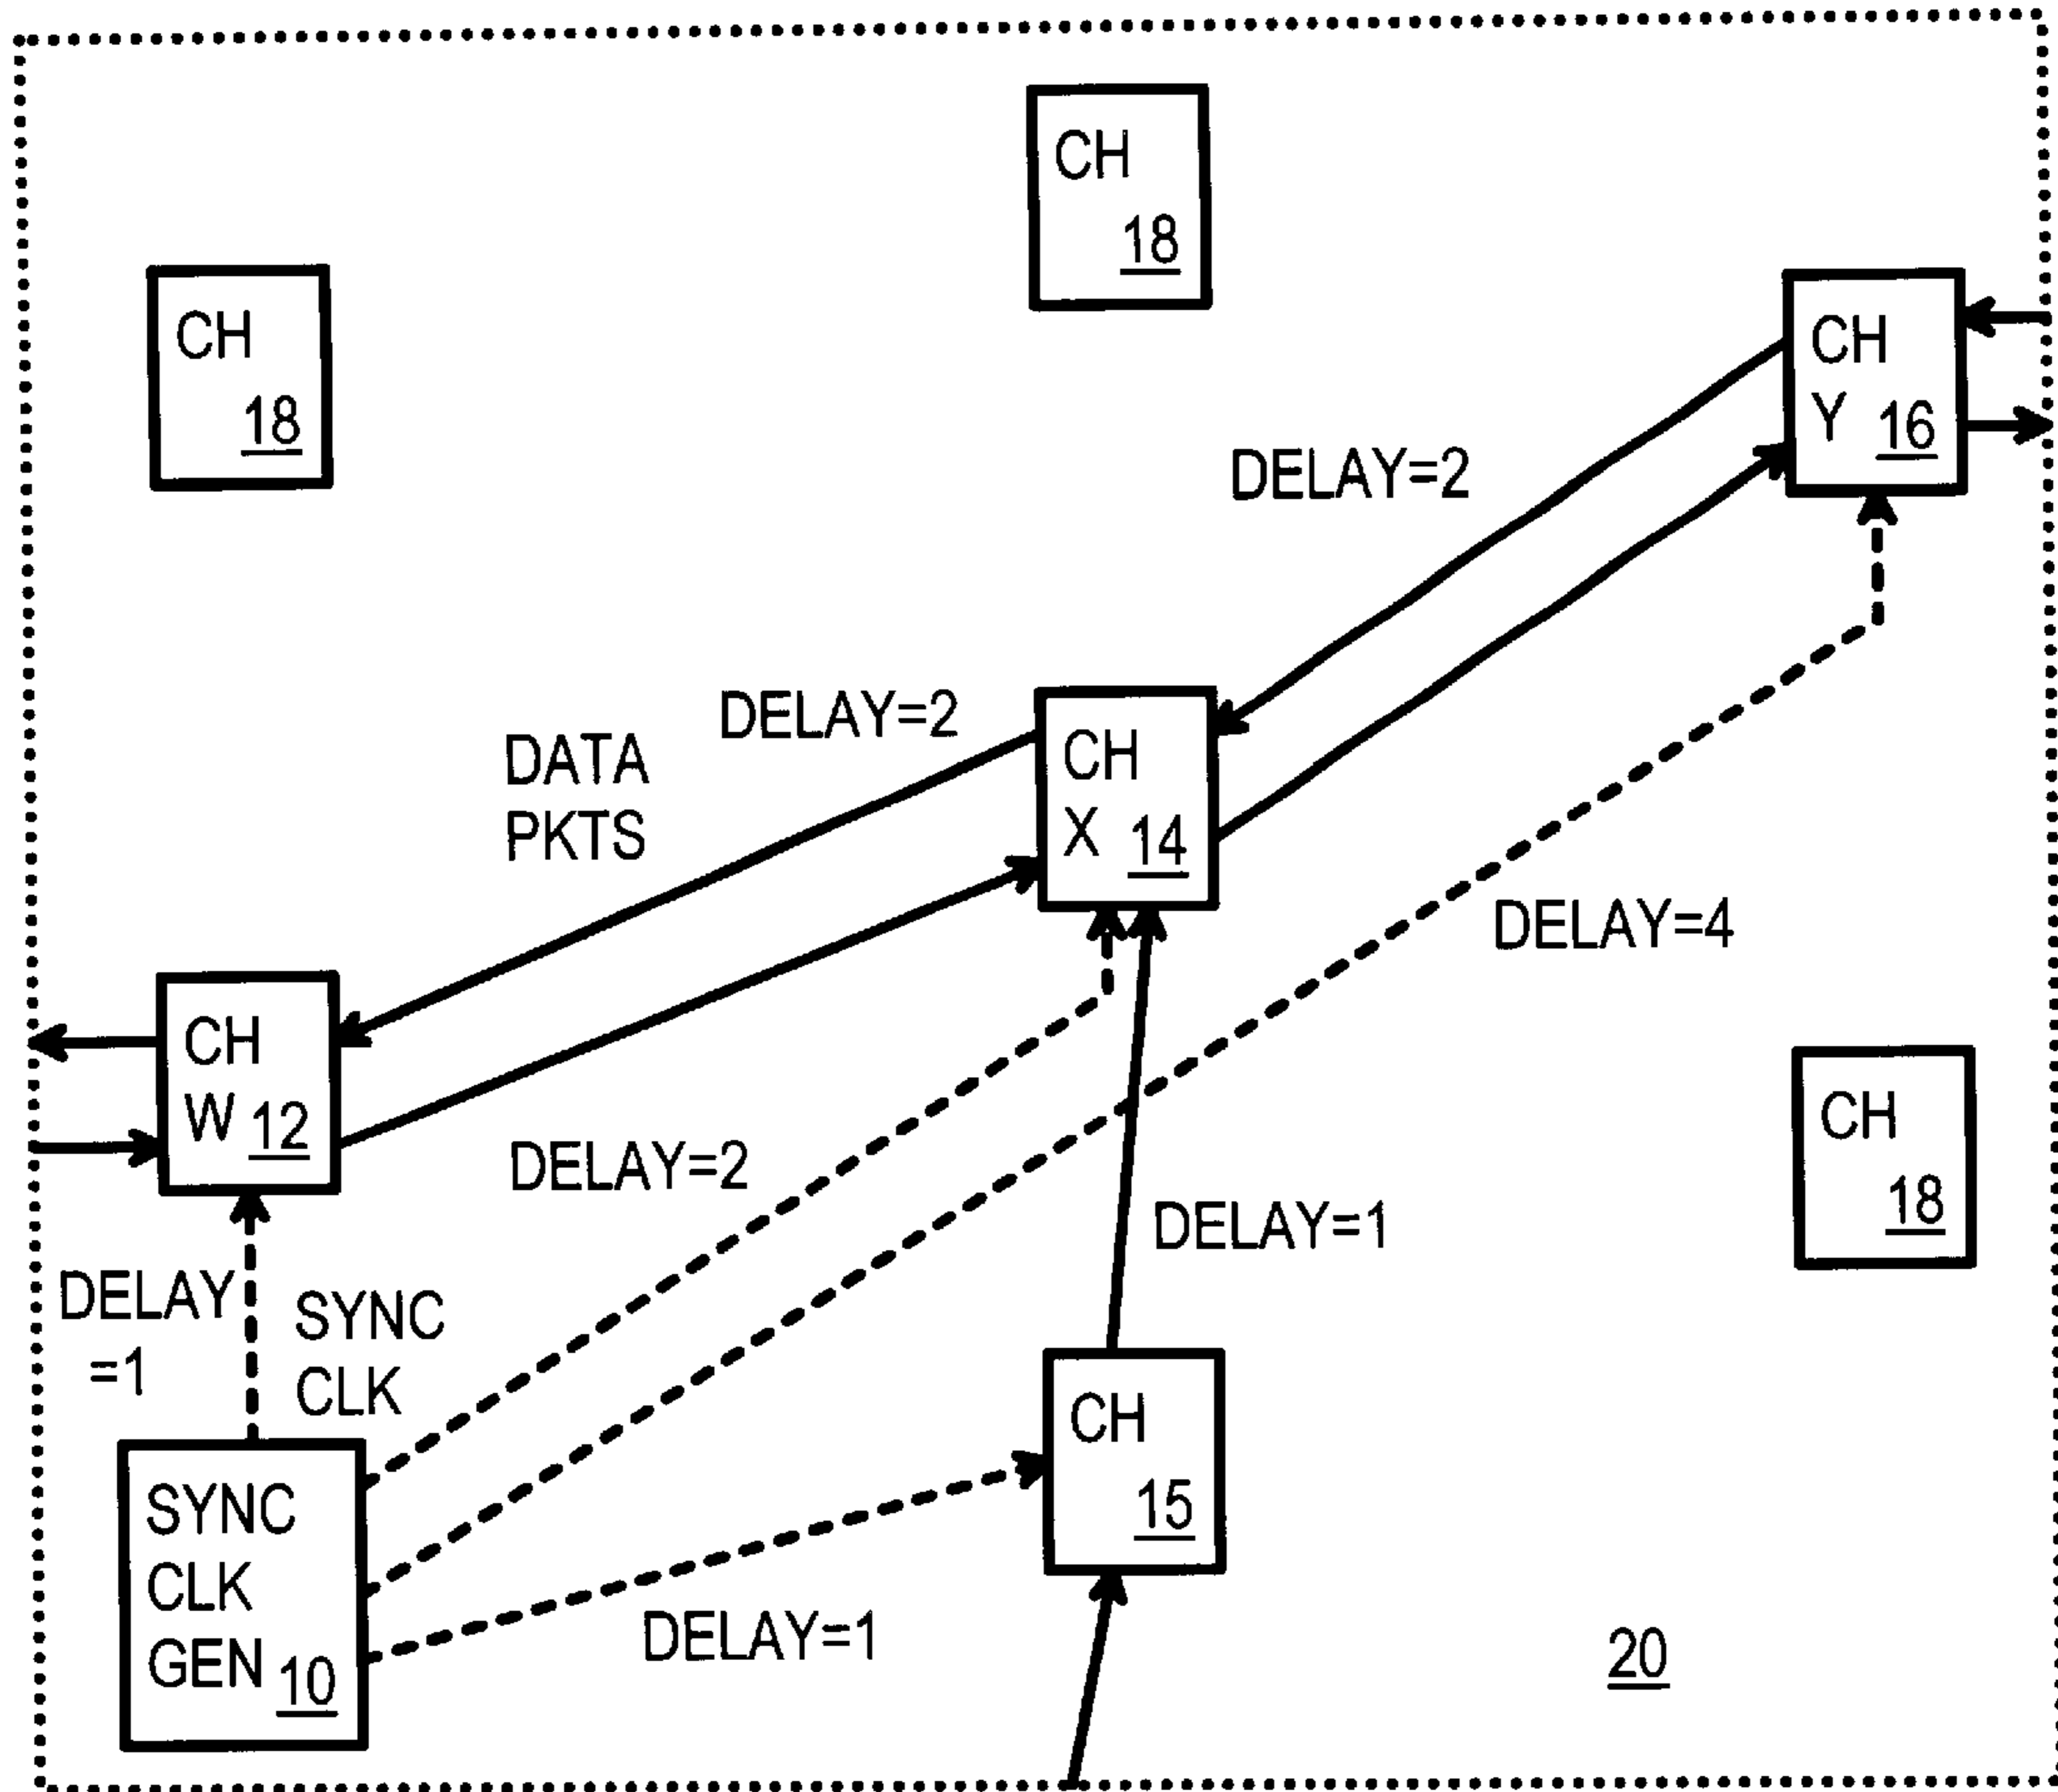 CH
18
CH
18
CH
Y 16
DELAY=2
DELAY=2
DATA
PKTS
CH
X 14
DELAY=4
CH
W 12
DELAY=2
CH
18
DELAY=1
DELAY
=1
SYNC
CLK
CH
15
SYNC
CLK
GEN 10
DELAY=1
20